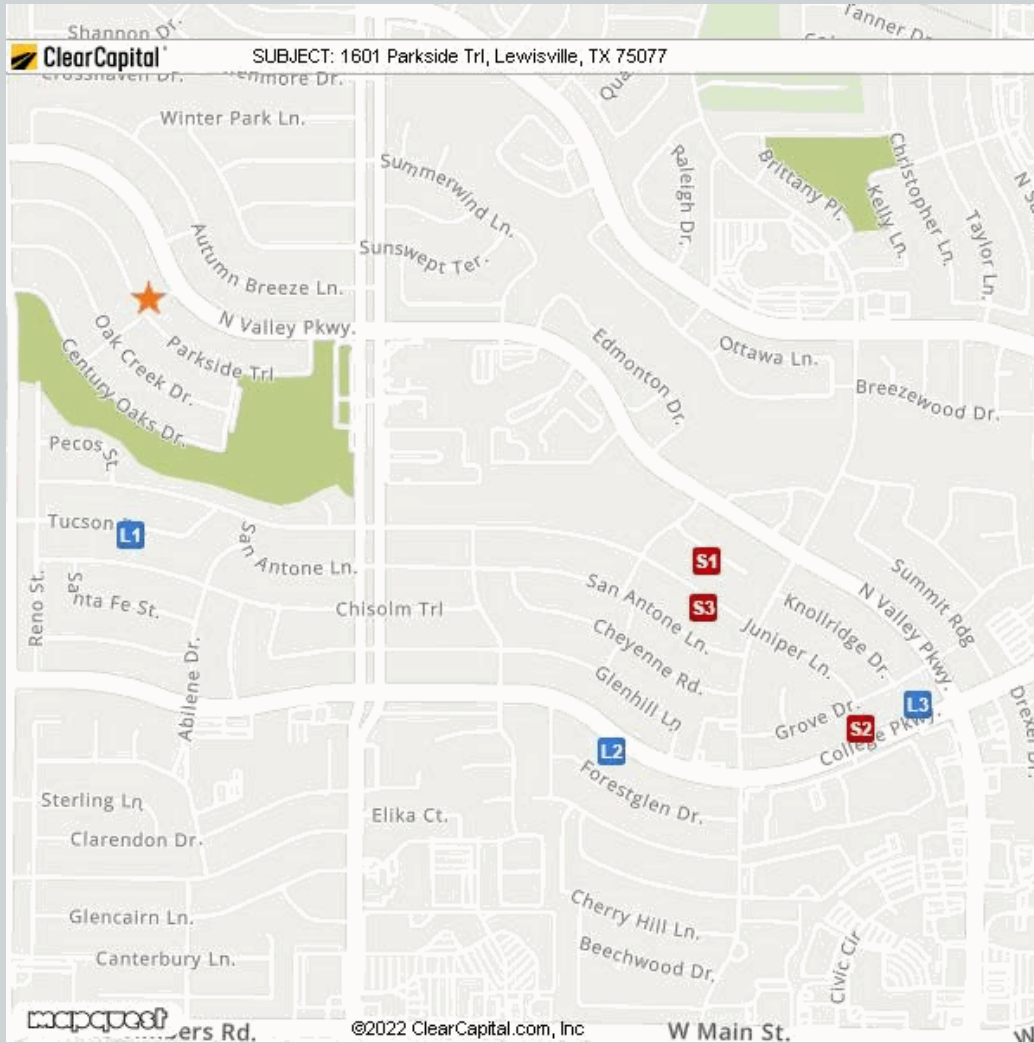 Shannon Dr.
Tanner Dr.
ClearCapital
SUBJECT: 1601 Parkside Trl, Lewisville, TX 75077
Crosshaven Dr.
Winter Park Ln.
Summerwind Ln.
Raleigh Dr.
Brittany Pl.
Christopher Ln.
Kelly Ln.
Taylor Ln.
Autumn Breeze Ln.
Sunswept Ter.
N Valley Pkwy.
Parkside Trl
Oak Creek Dr.
Century Oaks Dr.
Edmonton Dr.
Ottawa Ln.
Breezewood Dr.
Pecos St
Tucson
L1
San Antone Ln.
S1
Santa Fe St.
Reno St.
Chisolm Trl
San Antone Ln.
S3
Knollridge Dr.
Summit Rdg
N Valley Pkwy.
Juniper Ln.
Cheyenne Rd.
Glenhill Ln
Abilene Dr.
L3
Grove Dr.
S2
College Pkwy.
Drexel Dr.
L2
Forestglen Dr.
Sterling Ln
Elika Ct.
Clarendon Dr.
Glencairn Ln.
Cherry Hill Ln.
Canterbury Ln.
Beechwood Dr.
Civic Cir
mapquest
©2022 ClearCapital.com, Inc
W Main St.